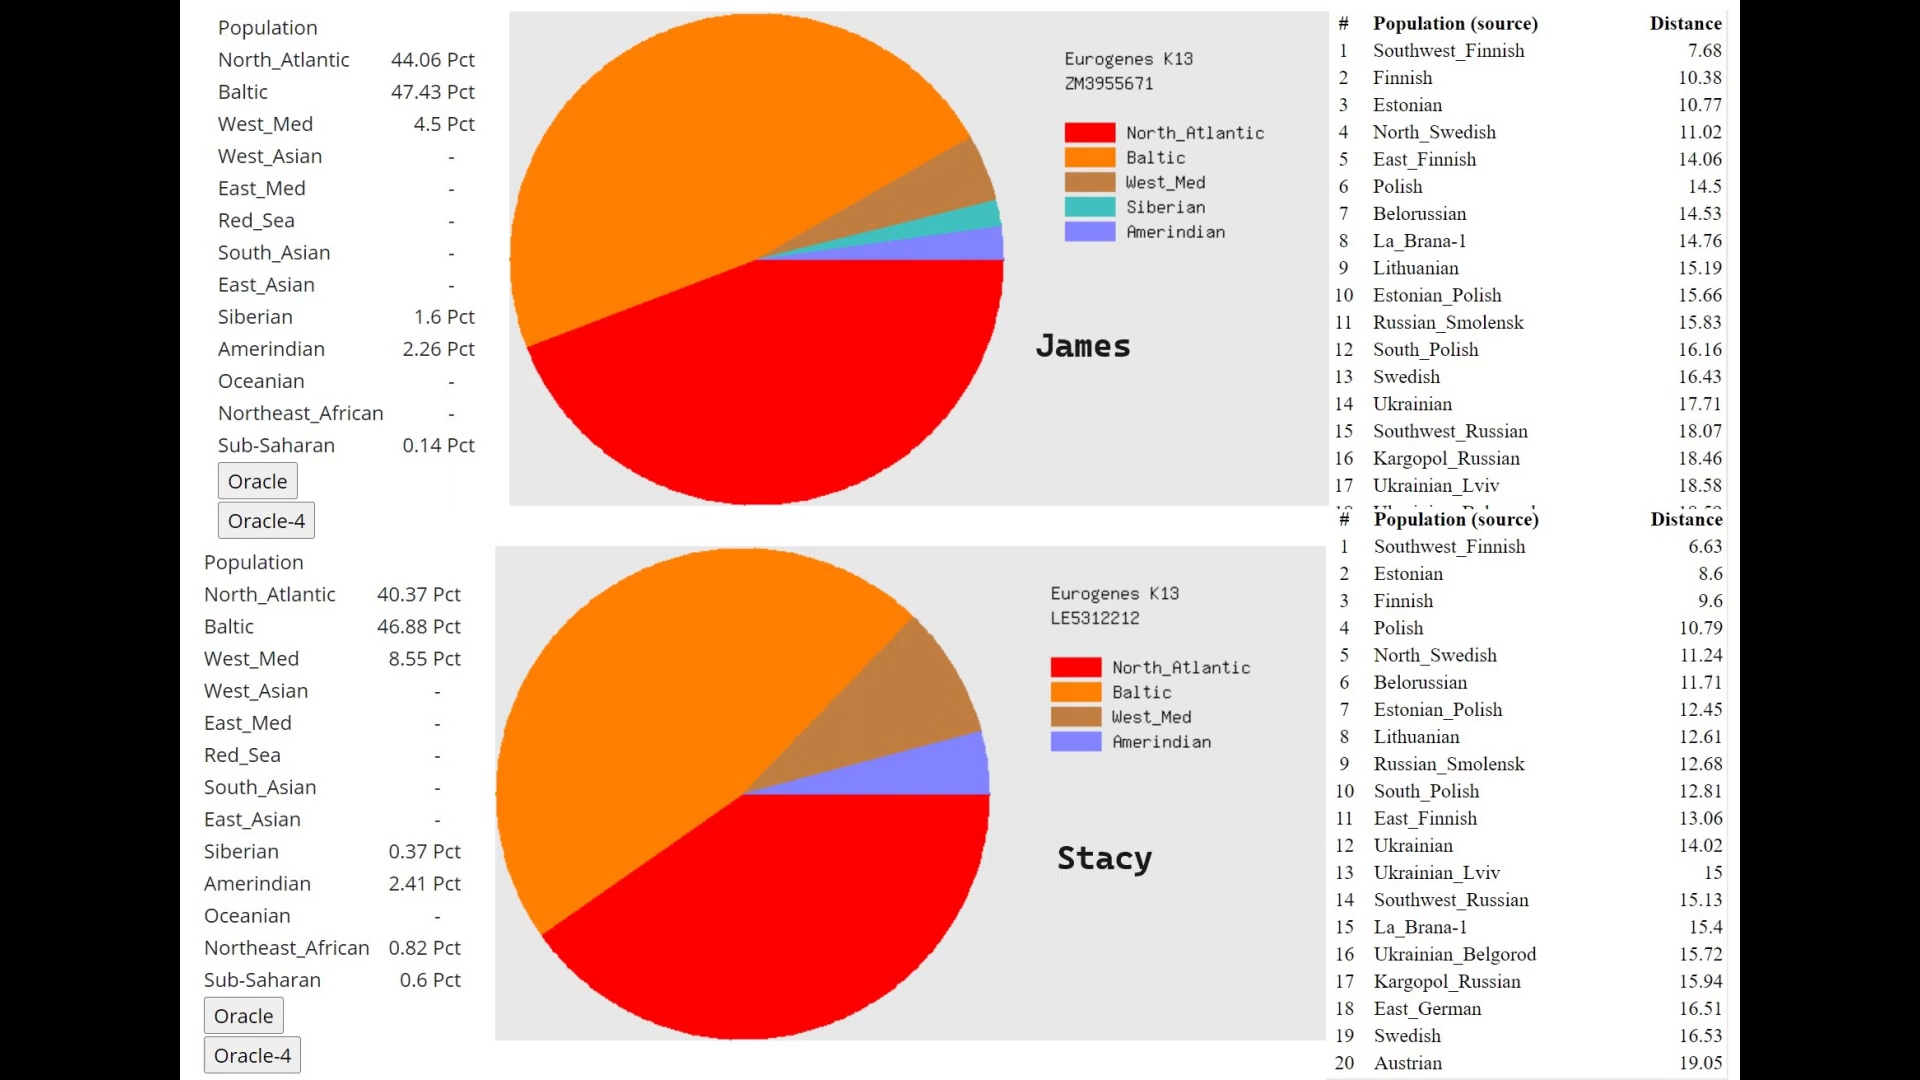 Population
North_Atlantic 44.06 Pct
Baltic 47.43 Pct
West_Med 4.5 Pct
West_Asian -
East_Med -
Red_Sea -
South_Asian -
East_Asian -
Siberian 1.6 Pct
Amerindian 2.26 Pct
Oceanian -
Northeast_African -
Sub-Saharan 0.14 Pct
Oracle
Oracle-4
Eurogenes K13
ZM3955671
North_Atlantic
Baltic
West_Med
Siberian
Amerindian
James
# Population (source) Distance
1 Southwest_Finnish 7.68
2 Finnish 10.38
3 Estonian 10.77
4 North_Swedish 11.02
5 East_Finnish 14.06
6 Polish 14.5
7 Belorussian 14.53
8 La_Brana-1 14.76
9 Lithuanian 15.19
10 Estonian_Polish 15.66
11 Russian_Smolensk 15.83
12 South_Polish 16.16
13 Swedish 16.43
14 Ukrainian 17.71
15 Southwest_Russian 18.07
16 Kargopol_Russian 18.46
17 Ukrainian_Lviv 18.58
Population
North_Atlantic 40.37 Pct
Baltic 46.88 Pct
West_Med 8.55 Pct
West_Asian -
East_Med -
Red_Sea -
South_Asian -
East_Asian -
Siberian 0.37 Pct
Amerindian 2.41 Pct
Oceanian -
Northeast_African 0.82 Pct
Sub-Saharan 0.6 Pct
Oracle
Oracle-4
Eurogenes K13
LE5312212
North_Atlantic
Baltic
West_Med
Amerindian
Stacy
# Population (source) Distance
1 Southwest_Finnish 6.63
2 Estonian 8.6
3 Finnish 9.6
4 Polish 10.79
5 North_Swedish 11.24
6 Belorussian 11.71
7 Estonian_Polish 12.45
8 Lithuanian 12.61
9 Russian_Smolensk 12.68
10 South_Polish 12.81
11 East_Finnish 13.06
12 Ukrainian 14.02
13 Ukrainian_Lviv 15
14 Southwest_Russian 15.13
15 La_Brana-1 15.4
16 Ukrainian_Belgorod 15.72
17 Kargopol_Russian 15.94
18 East_German 16.51
19 Swedish 16.53
20 Austrian 19.05